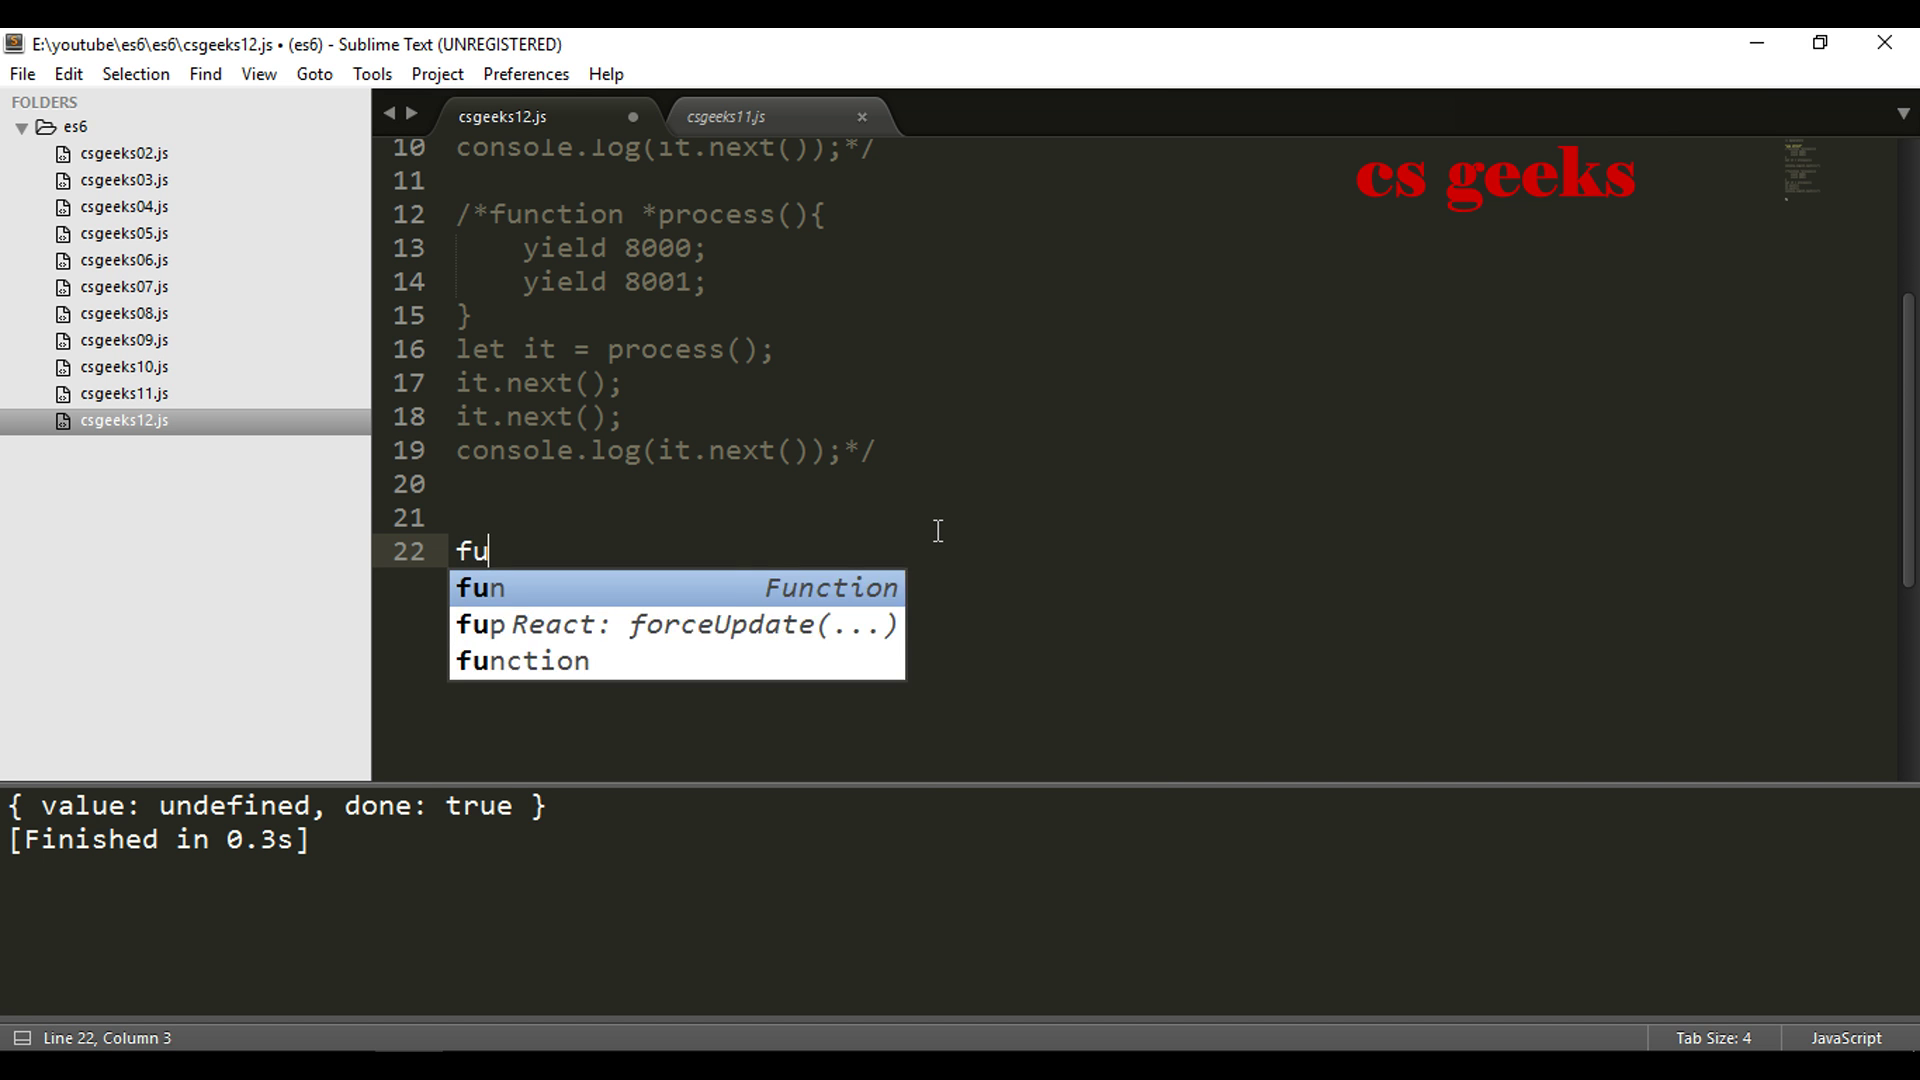 E:\youtube\es6\es6\csgeeks12.js • (es6) - Sublime Text (UNREGISTERED)
File Edit Selection Find View Goto Tools Project Preferences Help
FOLDERS
es6
csgeeks02.js
csgeeks03.js
csgeeks04.js
csgeeks05.js
csgeeks06.js
csgeeks07.js
csgeeks08.js
csgeeks09.js
csgeeks10.js
csgeeks11.js
csgeeks12.js
csgeeks12.js csgeeks11.js
cs geeks
10 console.log(it.next());*/
11
12 /*function *process(){
13 yield 8000;
14 yield 8001;
15 }
16 let it = process();
17 it.next();
18 it.next();
19 console.log(it.next());*/
20
21
22 fu
fun Function
fup React: forceUpdate(...)
function
{ value: undefined, done: true }
[Finished in 0.3s]
Line 22, Column 3 Tab Size: 4 JavaScript